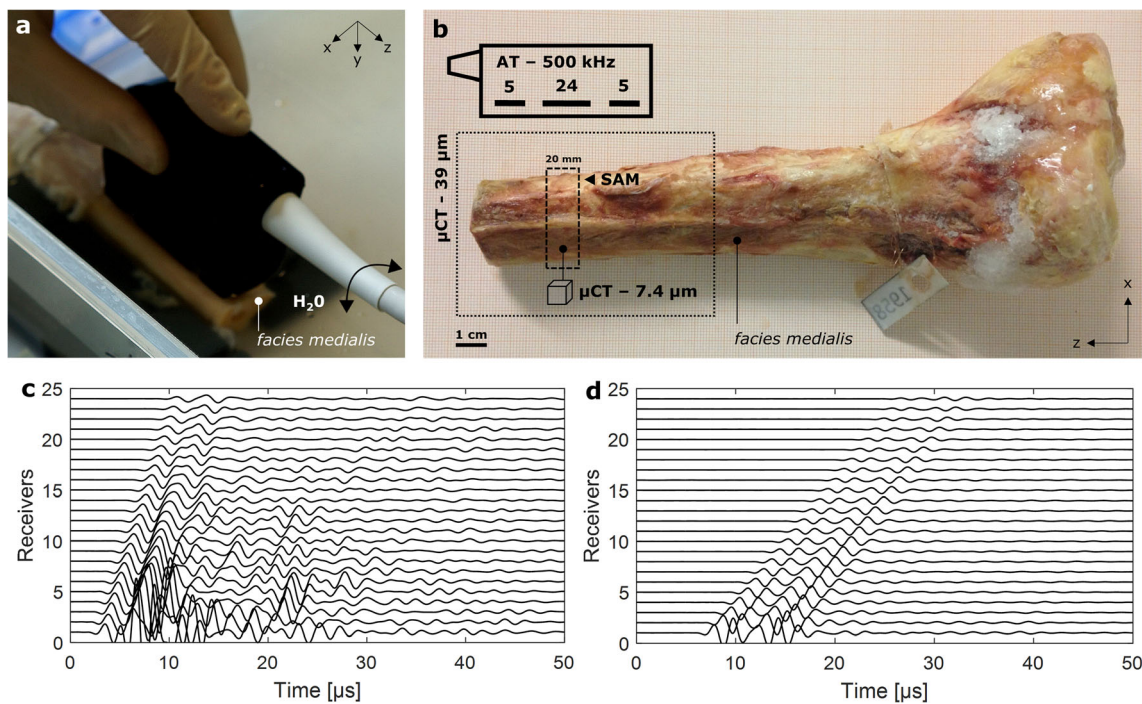 a
x
y
z
H20
facies medialis
b
AT – 500 kHz
5 24 5
µCT – 39 µm
20 mm
SAM
µCT – 7.4 µm
1958
1 cm
facies medialis
x
z
c
25
20
15
10
5
0
Receivers
0 10 20 30 40 50
Time [µs]
d
25
20
15
10
5
0
Receivers
0 10 20 30 40 50
Time [µs]